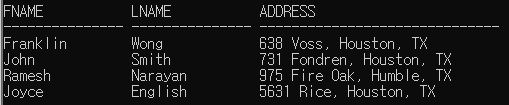 FNAME LNAME ADDRESS
--------------- --------------- ------------------------------
Franklin Wong 638 Voss, Houston, TX
John Smith 731 Fondren, Houston, TX
Ramesh Narayan 975 Fire Oak, Humble, TX
Joyce English 5631 Rice, Houston, TX